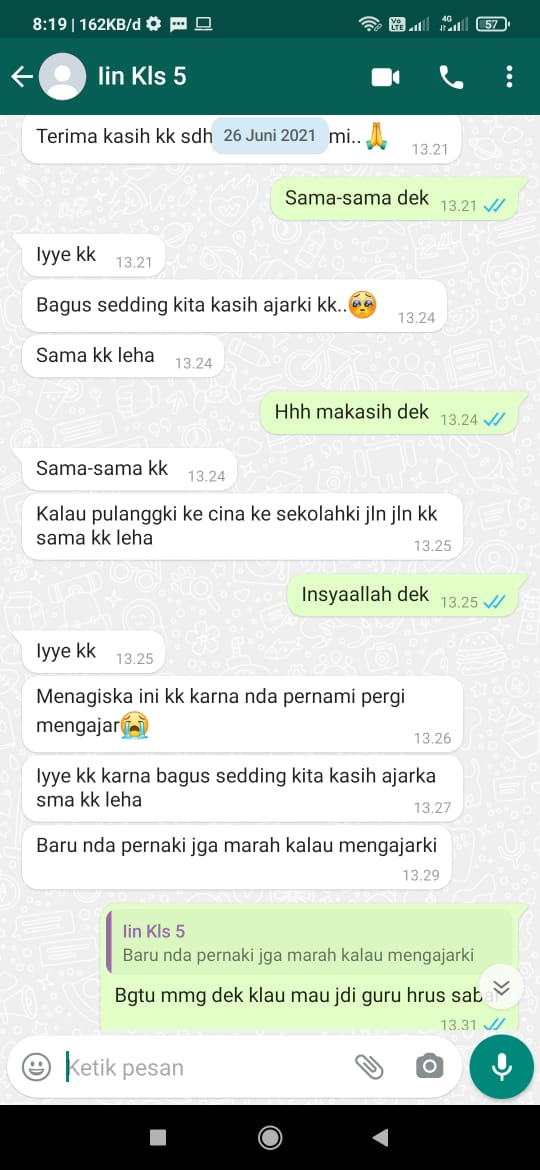 8:19 | 162KB/d
Vo LTE
4G
57
Iin Kls 5
26 Juni 2021
Terima kasih kk sdh mi.. 🙏 13.21
Sama-sama dek 13.21
Iyye kk 13.21
Bagus sedding kita kasih ajarki kk..🥺 13.24
Sama kk leha 13.24
Hhh makasih dek 13.24
Sama-sama kk 13.24
Kalau pulanggki ke cina ke sekolahki jln jln kk
sama kk leha 13.25
Insyaallah dek 13.25
Iyye kk 13.25
Menagiska ini kk karna nda pernami pergi
mengajar😭 13.26
Iyye kk karna bagus sedding kita kasih ajarka
sma kk leha 13.27
Baru nda pernaki jga marah kalau mengajarki
13.29
Iin Kls 5
Baru nda pernaki jga marah kalau mengajarki
Bgtu mmg dek klau mau jdi guru hrus
13.31
Ketik pesan